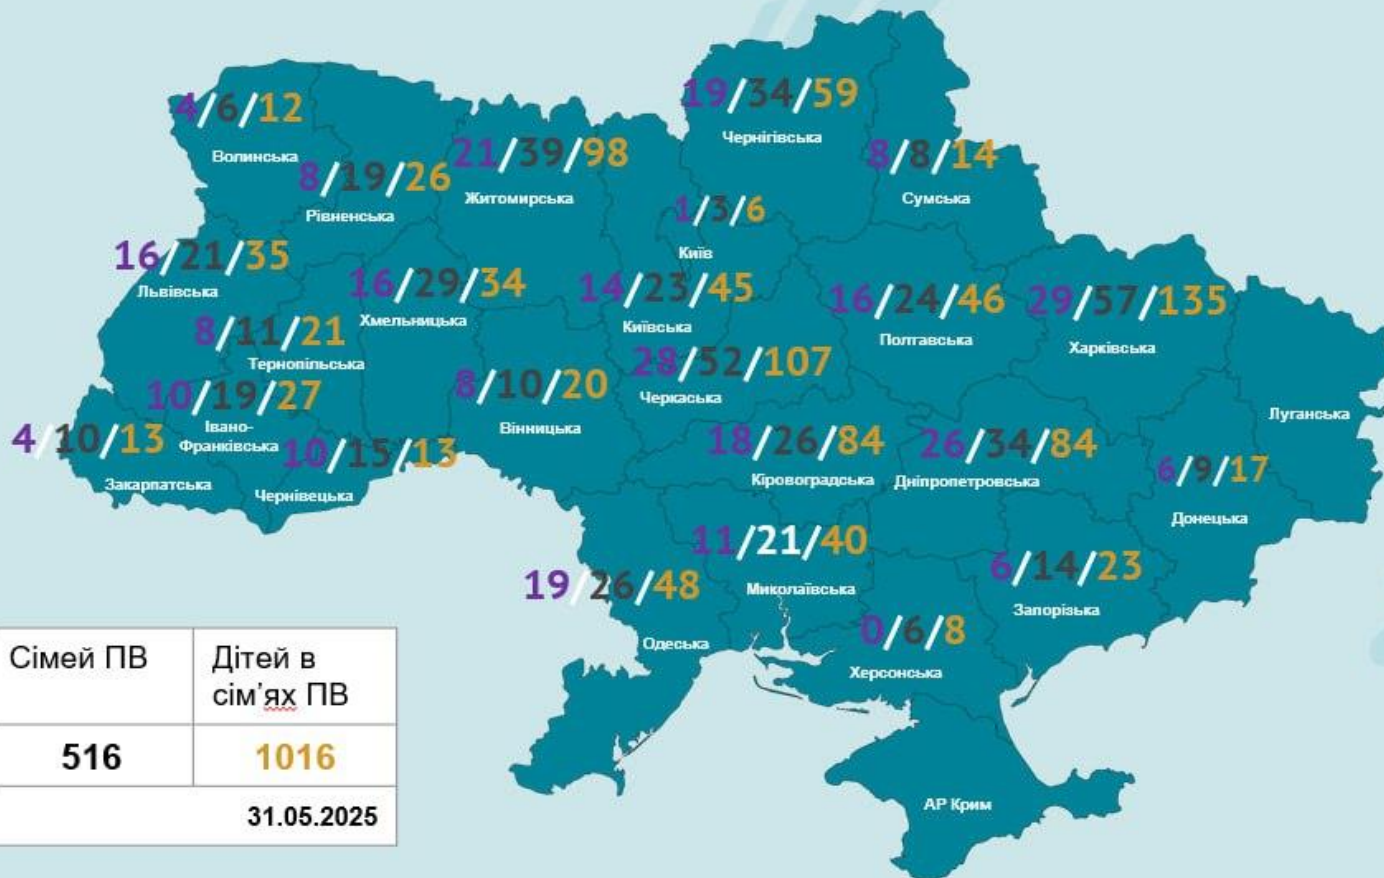 19/34/59
Чернігівська
4/6/12
Волинська
21/39/98
Житомирська
8/8/14
Сумська
8/19/26
Рівненська
1/3/6
Київ
16/21/35
Львівська
16/29/34
Хмельницька
14/23/45
Київська
16/24/46
Полтавська
29/57/135
Харківська
8/11/21
Тернопільська
28/52/107
Черкаська
8/10/20
Вінницька
10/19/27
Івано-
Франківська
Луганська
4/10/13
Закарпатська
10/15/13
Чернівецька
18/26/84
Кіровоградська
26/34/84
Дніпропетровська
6/9/17
Донецька
11/21/40
Миколаївська
6/14/23
Запорізька
19/26/48
Одеська
0/6/8
Херсонська
АР Крим
Сімей ПВ
Дітей в
сім’ях ПВ
516
1016
31.05.2025